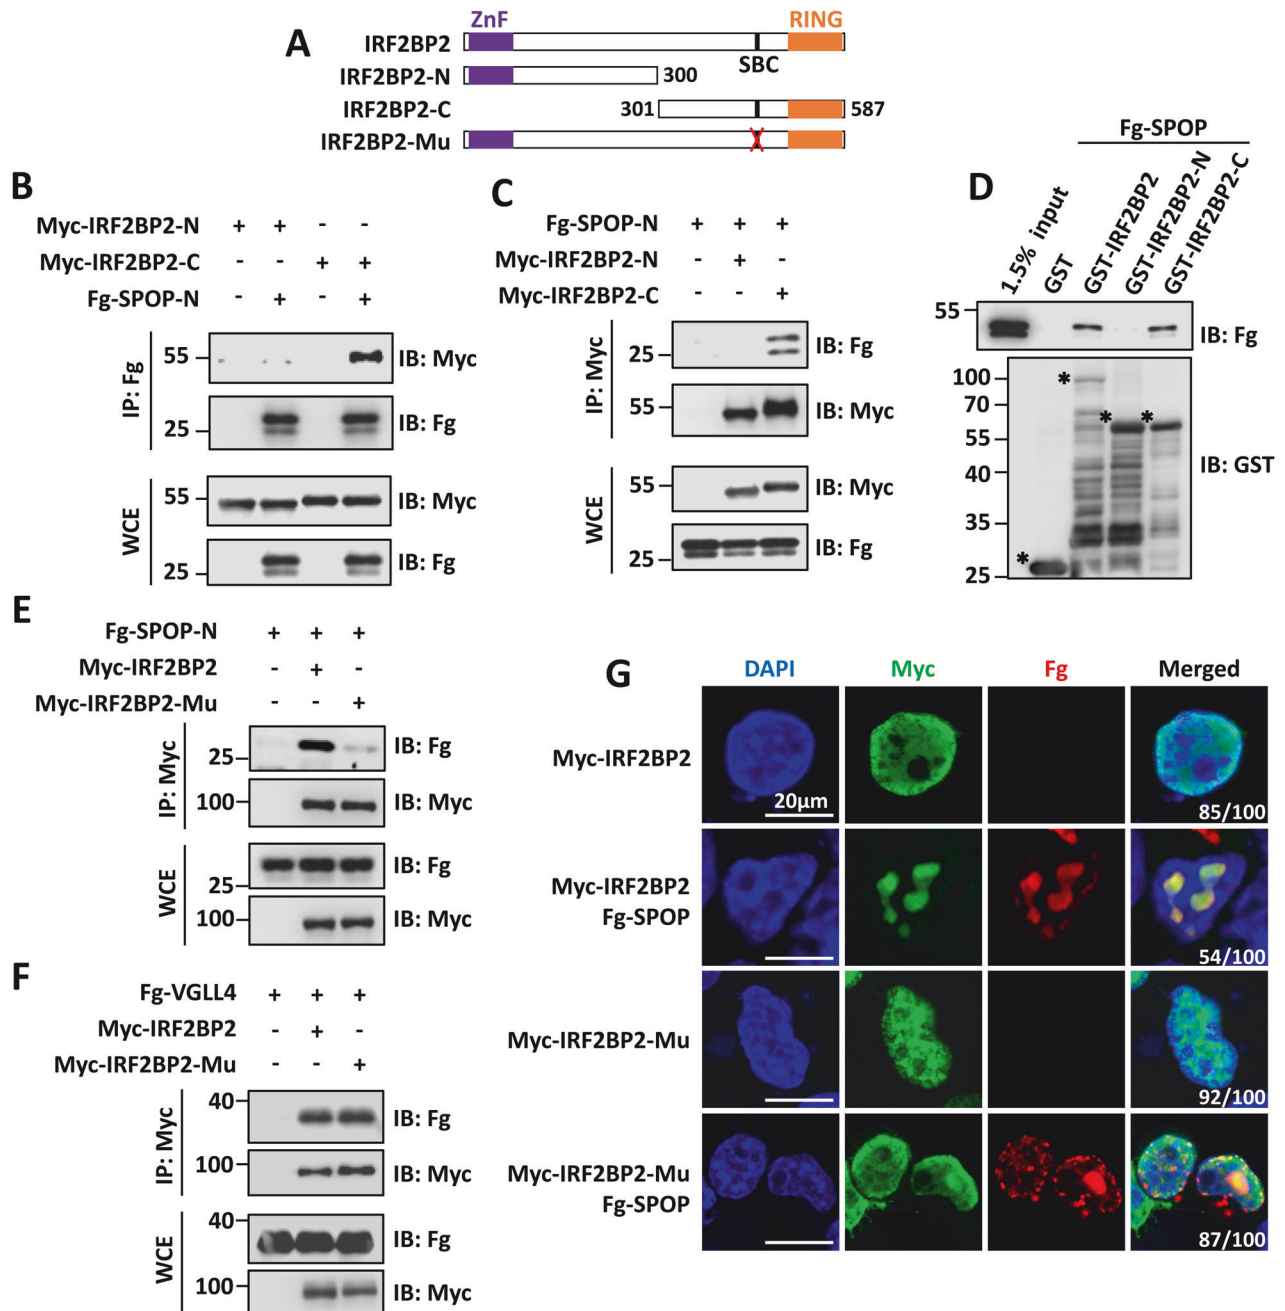 A
ZnF
RING
IRF2BP2
SBC
IRF2BP2-N
300
IRF2BP2-C
301
587
IRF2BP2-Mu
B
Myc-IRF2BP2-N + + - -
Myc-IRF2BP2-C - - + +
Fg-SPOP-N - + - +
IP: Fg
55
IB: Myc
25
IB: Fg
WCE
55
IB: Myc
25
IB: Fg
C
Fg-SPOP-N + + +
Myc-IRF2BP2-N - + -
Myc-IRF2BP2-C - - +
IP: Myc
25
IB: Fg
55
IB: Myc
WCE
55
IB: Myc
25
IB: Fg
D
Fg-SPOP
1.5% input
GST
GST-IRF2BP2
GST-IRF2BP2-N
GST-IRF2BP2-C
55
IB: Fg
100
70
55
40
35
25
* * * *
IB: GST
E
Fg-SPOP-N + + +
Myc-IRF2BP2 - + -
Myc-IRF2BP2-Mu - - +
IP: Myc
25
IB: Fg
100
IB: Myc
WCE
25
IB: Fg
100
IB: Myc
F
Fg-VGLL4 + + +
Myc-IRF2BP2 - + -
Myc-IRF2BP2-Mu - - +
IP: Myc
40
IB: Fg
100
IB: Myc
WCE
40
IB: Fg
100
IB: Myc
G
DAPI Myc Fg Merged
Myc-IRF2BP2
20μm
85/100
Myc-IRF2BP2
Fg-SPOP
54/100
Myc-IRF2BP2-Mu
92/100
Myc-IRF2BP2-Mu
Fg-SPOP
87/100